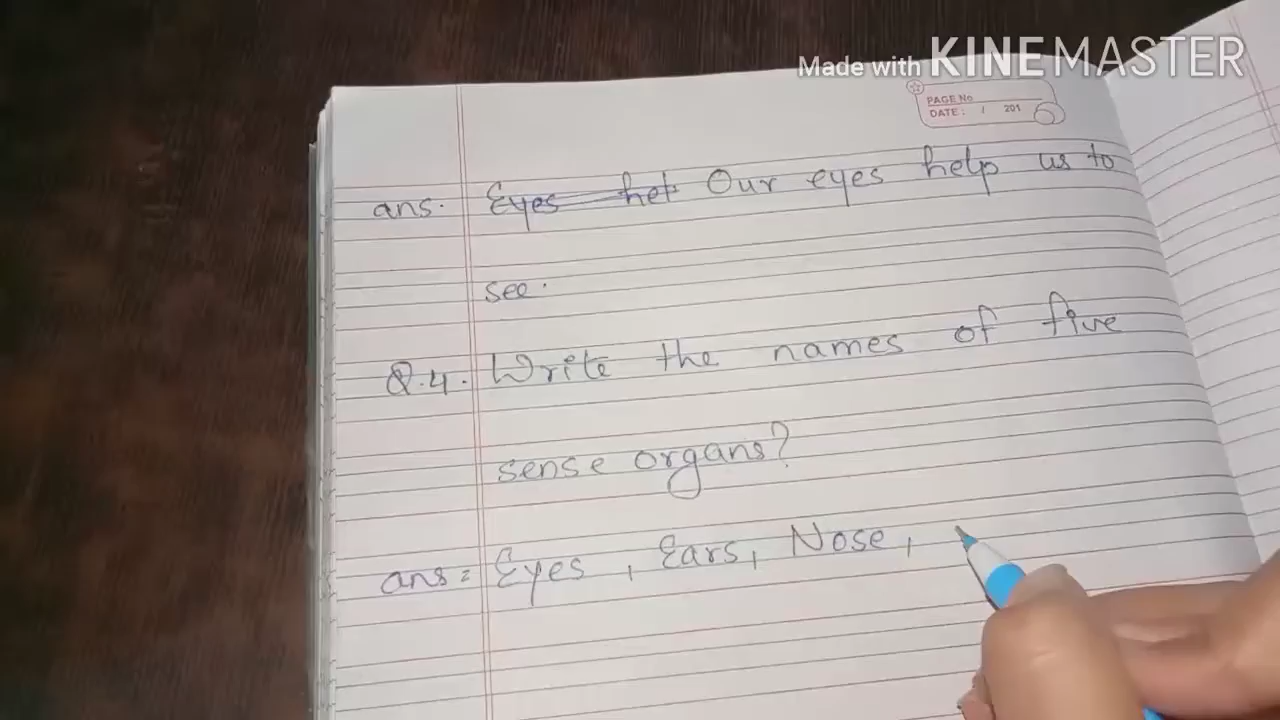 Made with KINEMASTER
PAGE No
DATE : / 201
ans. Eyes hel Our eyes help us to
see.
Q.4. Write the names of five
sense organs?
ans = Eyes , Ears, Nose ,